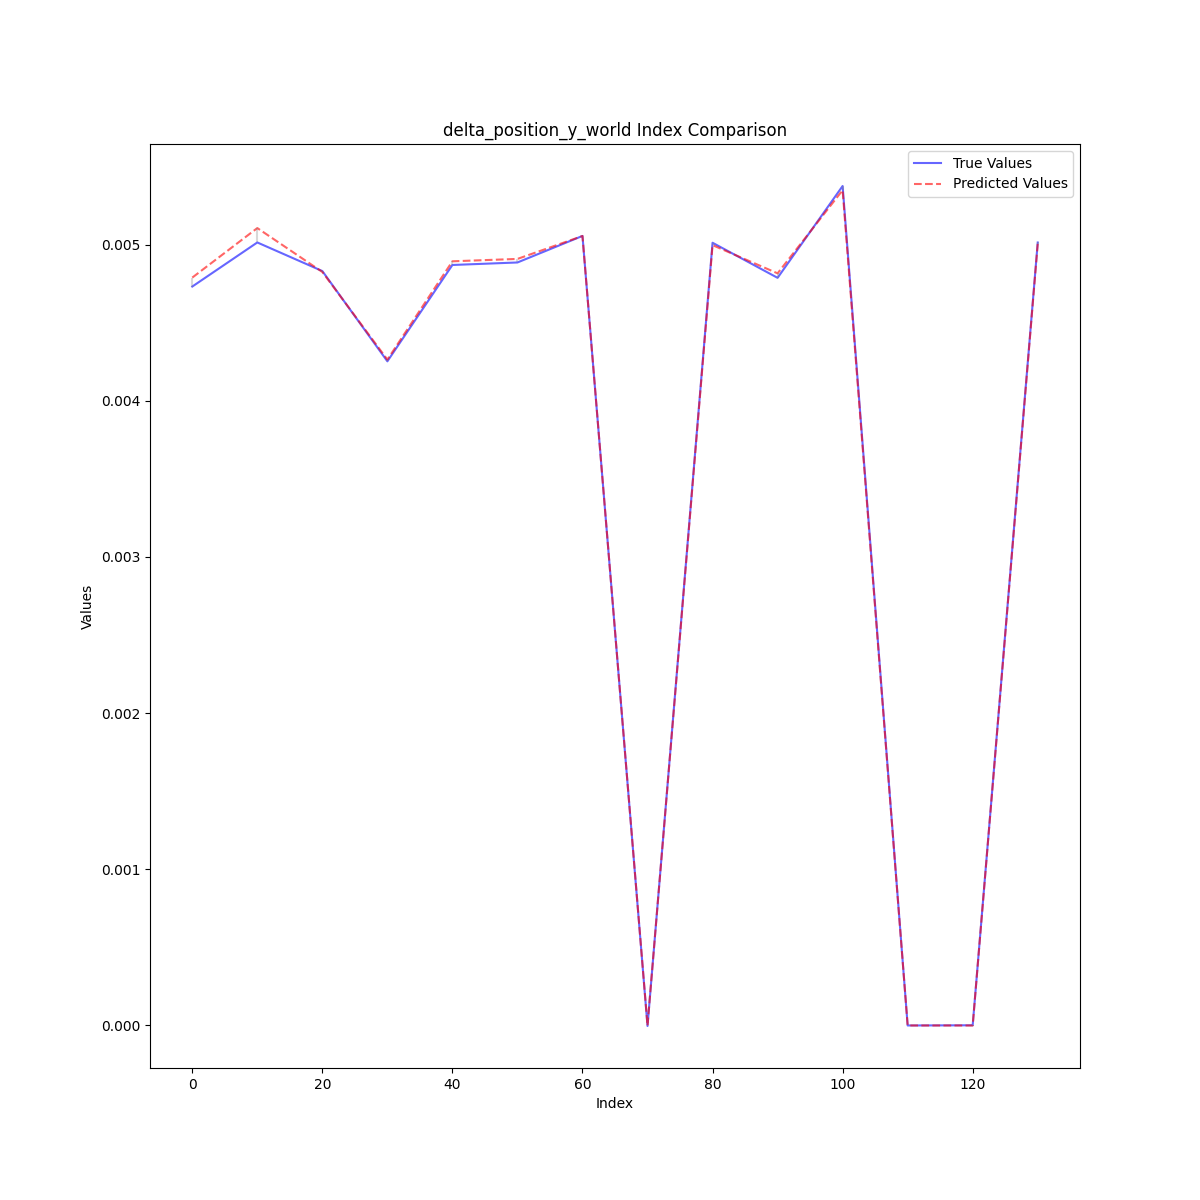 delta_position_y_world Index Comparison
True Values
Predicted Values
0.005
0.004
0.003
0.002
0.001
0.000
Values
0 20 40 60 80 100 120
Index